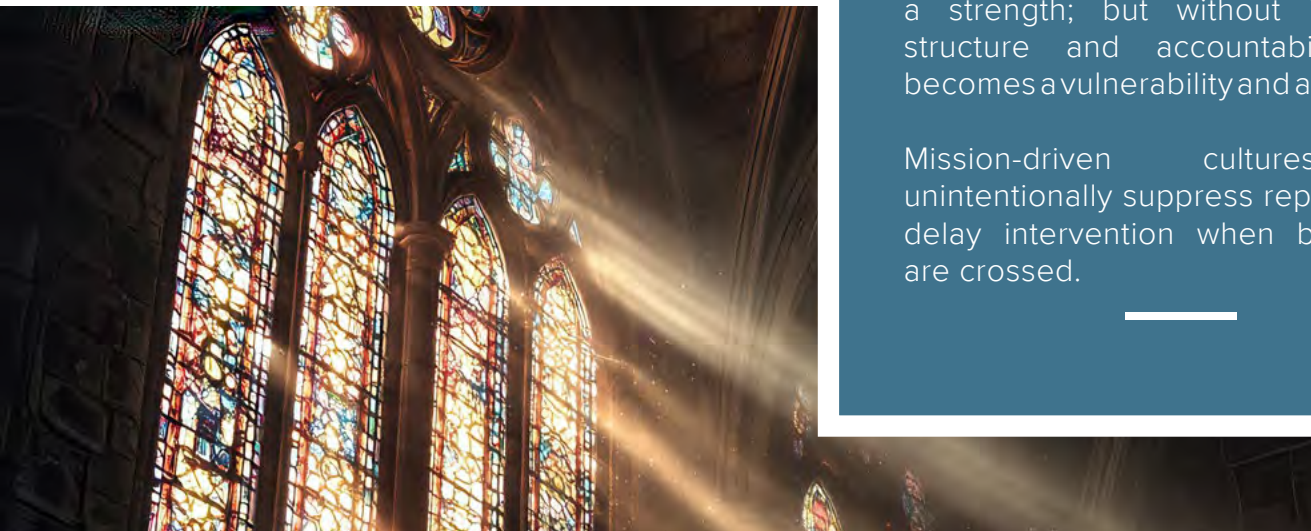 a strength; but without
structure and accountabi
becomes a vulnerability and a
Mission-driven cultures
unintentionally suppress rep
delay intervention when b
are crossed.